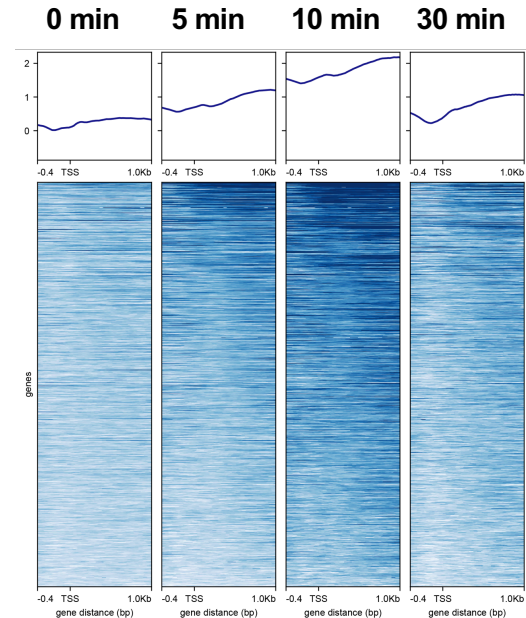 0 min 5 min 10 min 30 min
2
1
0
-0.4 TSS 1.0Kb -0.4 TSS 1.0Kb -0.4 TSS 1.0Kb -0.4 TSS 1.0Kb
genes
-0.4 TSS 1.0Kb -0.4 TSS 1.0Kb -0.4 TSS 1.0Kb -0.4 TSS 1.0Kb
gene distance (bp) gene distance (bp) gene distance (bp) gene distance (bp)